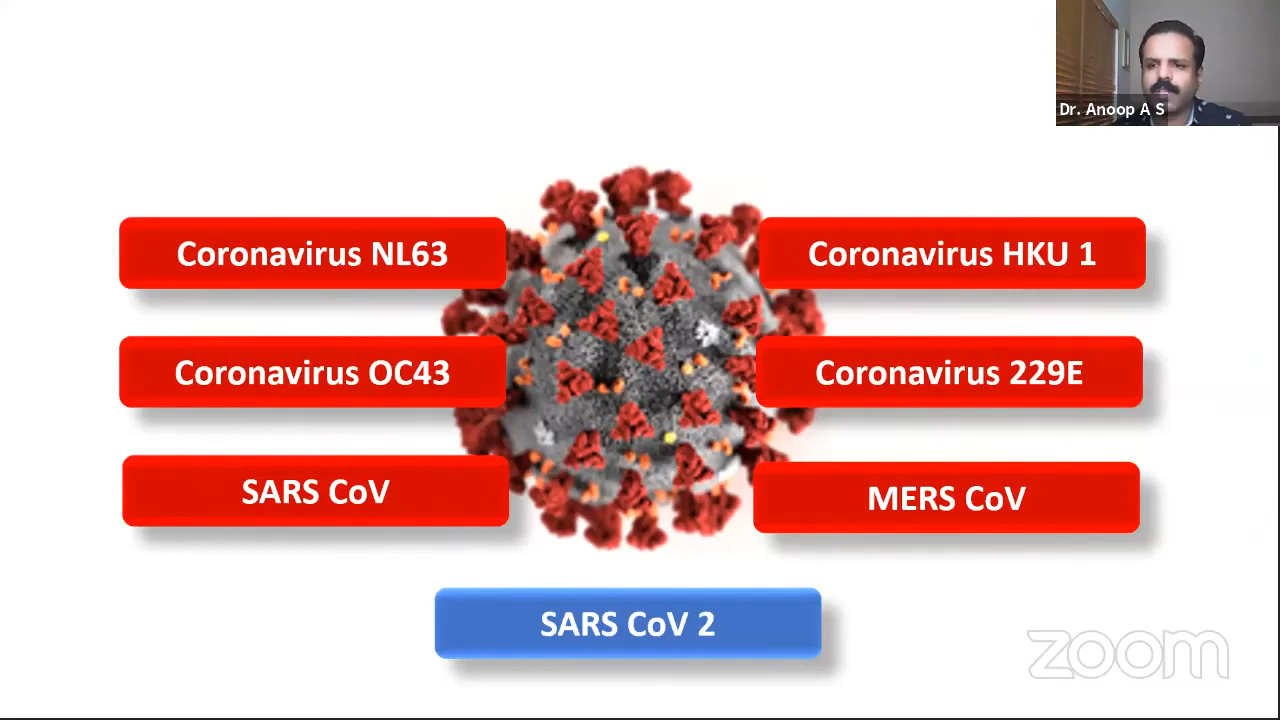 Dr. Anoop A S
Coronavirus NL63
Coronavirus HKU 1
Coronavirus OC43
Coronavirus 229E
SARS CoV
MERS CoV
SARS CoV 2
zoom